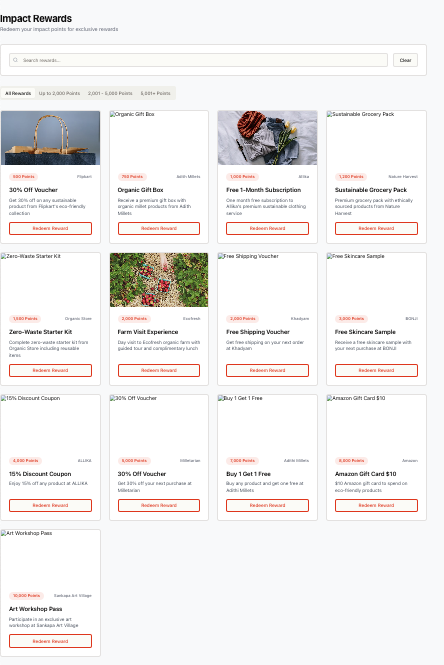 Impact Rewards
Redeem your impact points for exclusive rewards
Search rewards...
Clear
All Rewards
Up to 2,000 Points
2,001 - 5,000 Points
5,001+ Points
500 Points
Flipkart
30% Off Voucher
Get 30% off on any sustainable
product from Flipkart's eco-friendly
collection
Redeem Reward
Organic Gift Box
750 Points
Adith Millets
Organic Gift Box
Receive a premium gift box with
organic millet products from Adith
Millets
Redeem Reward
1,000 Points
Free 1-Month Subscription
One month free subscription to
premium sustainable clothing
service
Redeem Reward
Sustainable Grocery Pack
1,200 Points
Nature Harvest
Sustainable Grocery Pack
Premium grocery pack with ethically
sourced products from Nature
Harvest
Redeem Reward
Zero-Waste Starter Kit
Organic Store
Zero-Waste Starter Kit
Complete zero-waste starter kit from
Organic Store including reusable
items
Redeem Reward
2,000 Points
Ecofresh
Farm Visit Experience
Day visit to Ecofresh organic farm with
guided tour and complimentary lunch
Redeem Reward
Free Shipping Voucher
2,000 Points
Khadyam
Free Shipping Voucher
Get free shipping on your next order
at Khadyam
Redeem Reward
Free Skincare Sample
3,000 Points
BONJI
Free Skincare Sample
Receive a free skincare sample with
your next purchase at BONJI
Redeem Reward
15% Discount Coupon
4,000 Points
ALLIKA
15% Discount Coupon
Enjoy 15% off any product at ALLIKA
Redeem Reward
30% Off Voucher
5,000 Points
Milletarian
30% Off Voucher
Get 30% off your next purchase at
Milletarian
Redeem Reward
Buy 1 Get 1 Free
7,000 Points
Adithi Millets
Buy 1 Get 1 Free
Buy any product and get one free at
Adithi Millets
Redeem Reward
Amazon Gift Card $10
8,000 Points
Amazon
Amazon Gift Card $10
$10 Amazon gift card to spend on
eco-friendly products
Redeem Reward
Art Workshop Pass
10,000 Points
Sankapa Art Village
Art Workshop Pass
Participate in an exclusive art
workshop at Sankapa Art Village
Redeem Reward